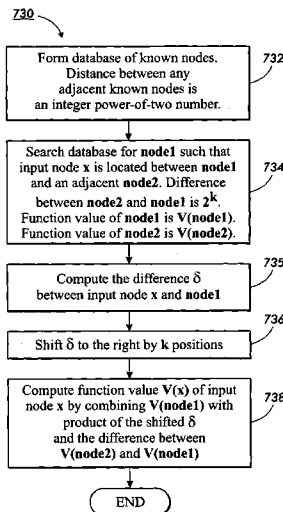 730
Form database of known nodes.
Distance between any
adjacent known nodes is
an integer power-of-two number.
732
Search database for node1 such that
input node x is located between node1
and an adjacent node2. Difference
between node2 and node1 is 2^k.
Function value of node1 is V(node1).
Function value of node2 is V(node2).
734
Compute the difference δ
between input node x and node1
735
Shift δ to the right by k positions
736
Compute function value V(x) of input
node x by combining V(node1) with
product of the shifted δ
and the difference between
V(node2) and V(node1)
738
END